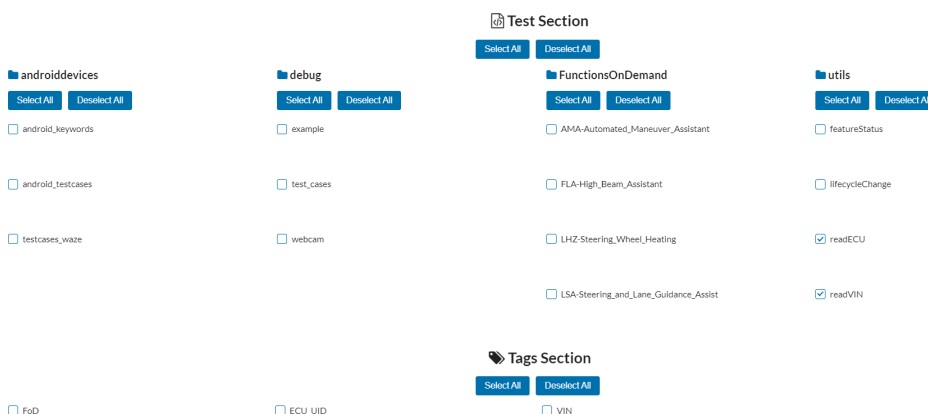 Test Section
Select All Deselect All
androiddevices debug FunctionsOnDemand utils
Select All Deselect All Select All Deselect All Select All Deselect All Select All Deselect All
android_keywords example AMA-Automated_Maneuver_Assistant featureStatus
android_testcases test_cases FLA-High_Beam_Assistant lifecycleChange
testcases_waze webcam LHZ-Steering_Wheel_Heating readECU
LSA-Steering_and_Lane_Guidance_Assist readVIN
Tags Section
Select All Deselect All
FoD ECU_UID VIN